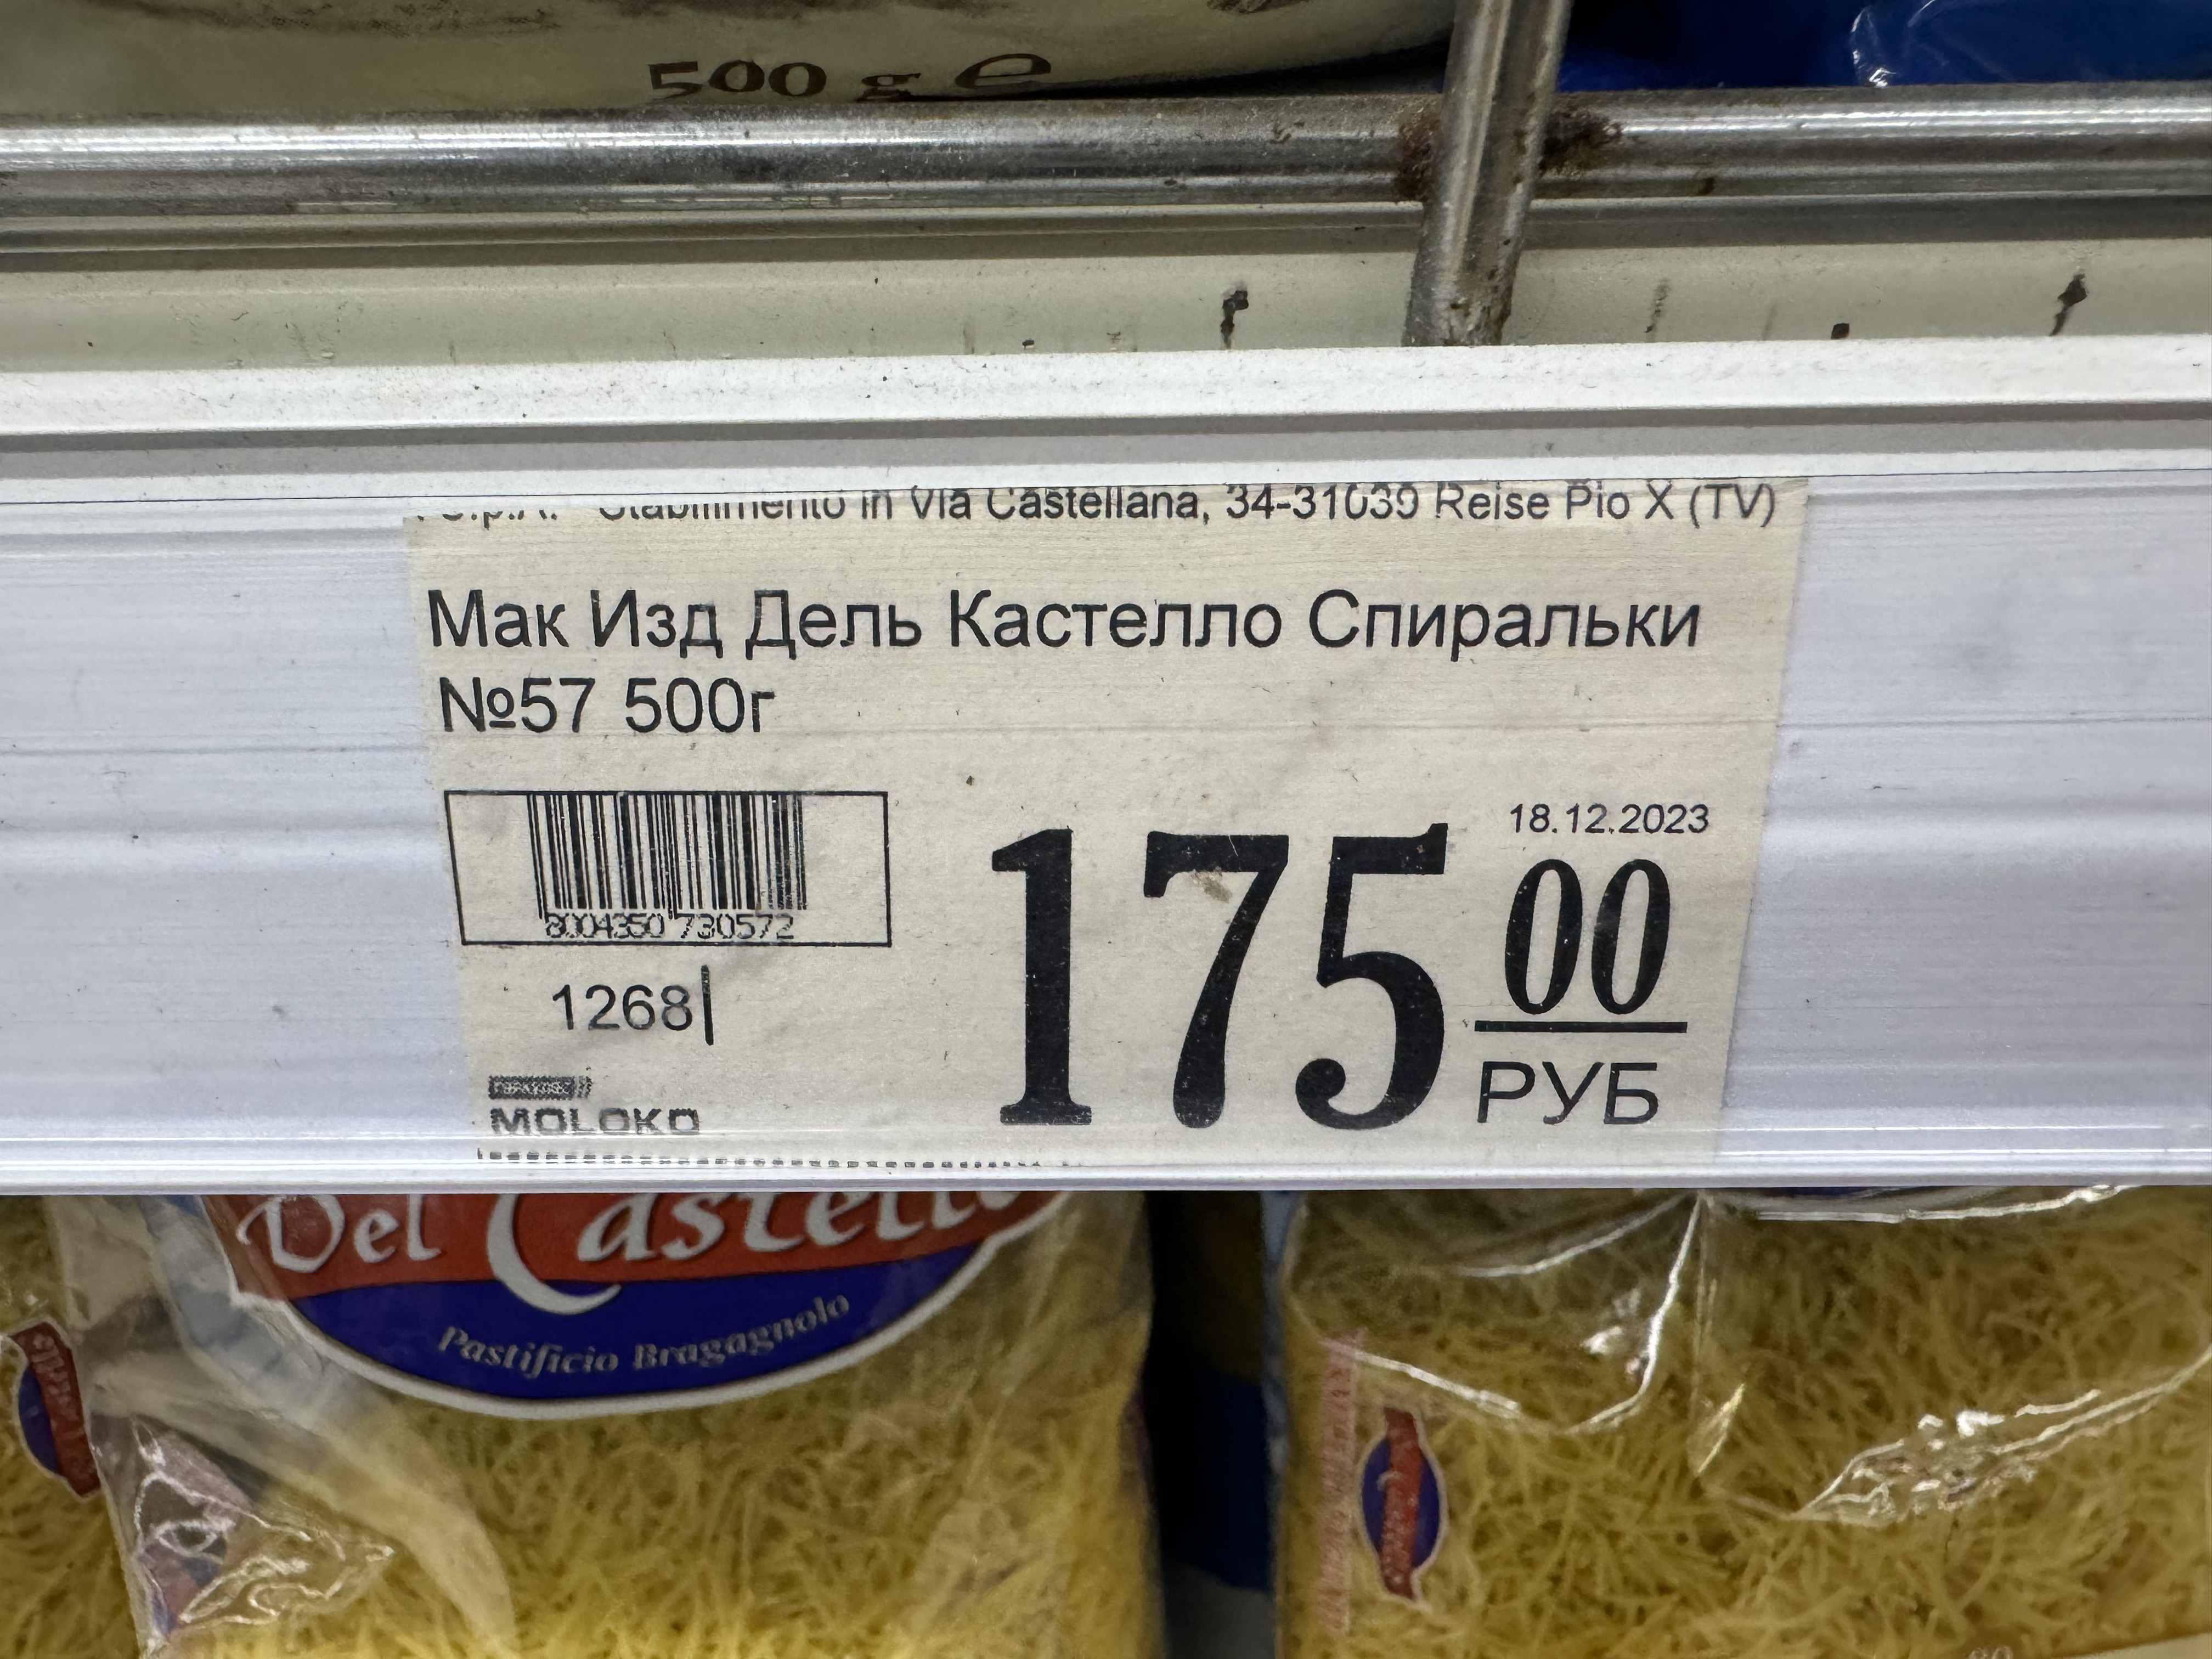 500 g e
Stabilimento in Via Castellana, 34-31039 Reise Pio X (TV)
Мак Изд Дель Кастелло Спиральки
№57 500г
18.12.2023
175 00
РУБ
8004350 730572
1268|
MOLOKO
Del Castello
Pastificio Bragagnolo